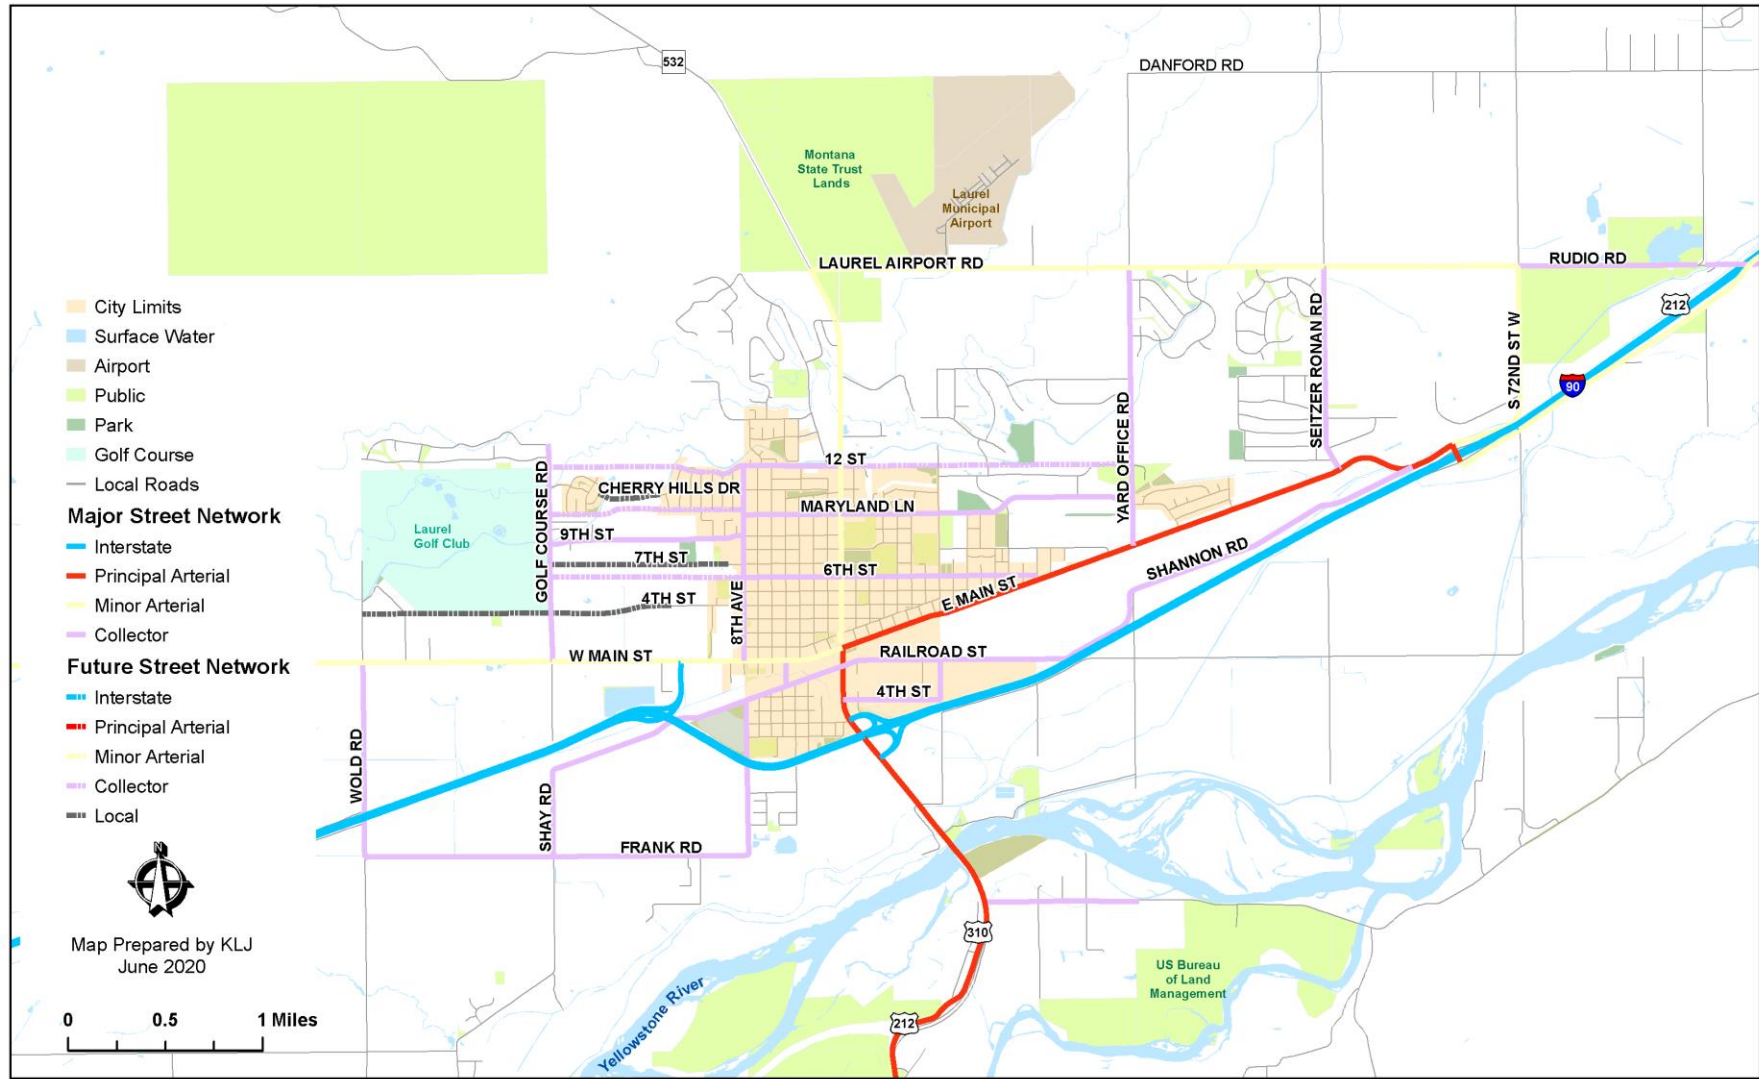 532
DANFORD RD
Montana
State Trust
Lands
Laurel
Municipal
Airport
LAUREL AIRPORT RD
RUDIO RD
212
90
S 72ND ST W
SEITZER RONAN RD
YARD OFFICE RD
City Limits
Surface Water
Airport
Public
Park
Golf Course
Local Roads
Major Street Network
Interstate
Principal Arterial
Minor Arterial
Collector
Future Street Network
Interstate
Principal Arterial
Minor Arterial
Collector
Local
N
Map Prepared by KLJ
June 2020
0 0.5 1 Miles
12 ST
CHERRY HILLS DR
MARYLAND LN
GOLF COURSE RD
Laurel
Golf Club
9TH ST
7TH ST
6TH ST
4TH ST
8TH AVE
E MAIN ST
SHANNON RD
W MAIN ST
RAILROAD ST
4TH ST
WOLD RD
SHAY RD
FRANK RD
310
US Bureau
of Land
Management
212
Yellowstone River